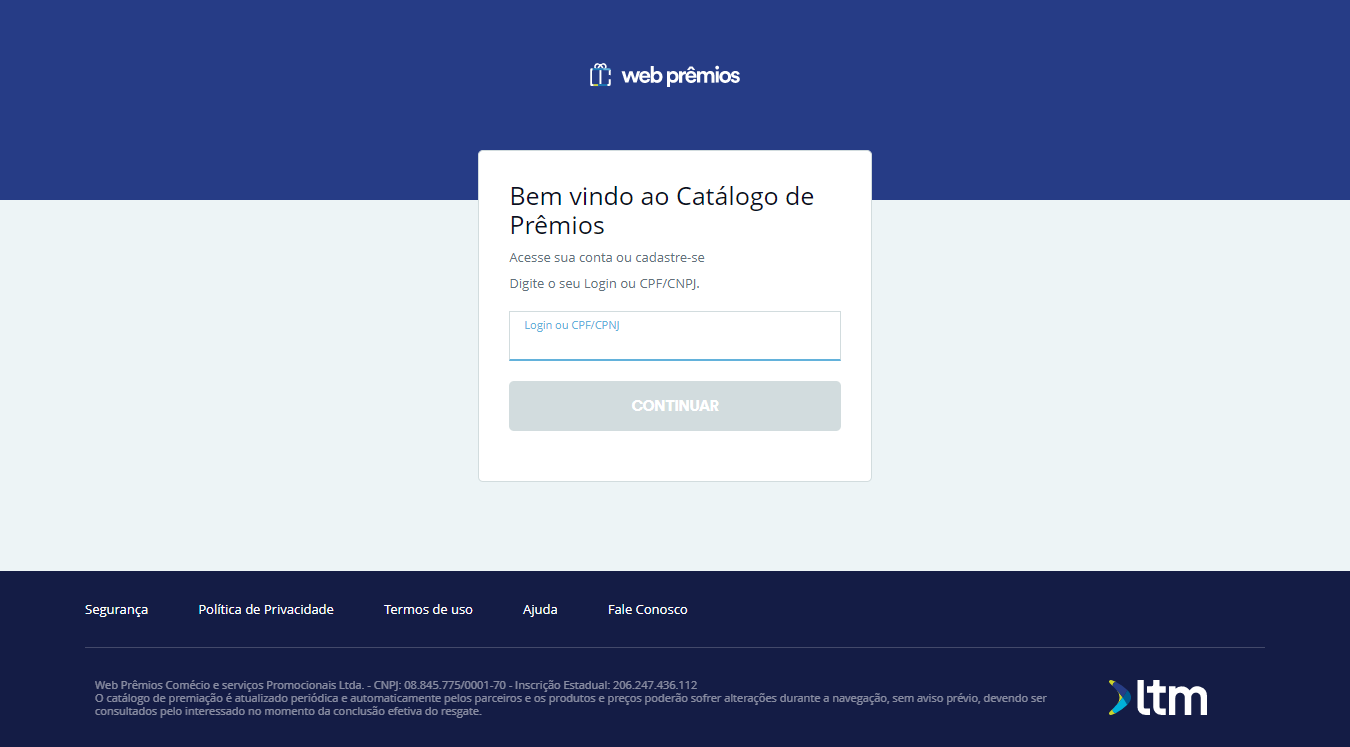 web prêmios
Bem vindo ao Catálogo de
Prêmios
Acesse sua conta ou cadastre-se
Digite o seu Login ou CPF/CNPJ.
Login ou CPF/CPNJ
CONTINUAR
Segurança Política de Privacidade Termos de uso Ajuda Fale Conosco
Web Prêmios Comécio e serviços Promocionais Ltda. - CNPJ: 08.845.775/0001-70 - Inscrição Estadual: 206.247.436.112
O catálogo de premiação é atualizado periódica e automaticamente pelos parceiros e os produtos e preços poderão sofrer alterações durante a navegação, sem aviso prévio, devendo ser
consultados pelo interessado no momento da conclusão efetiva do resgate.
ltm